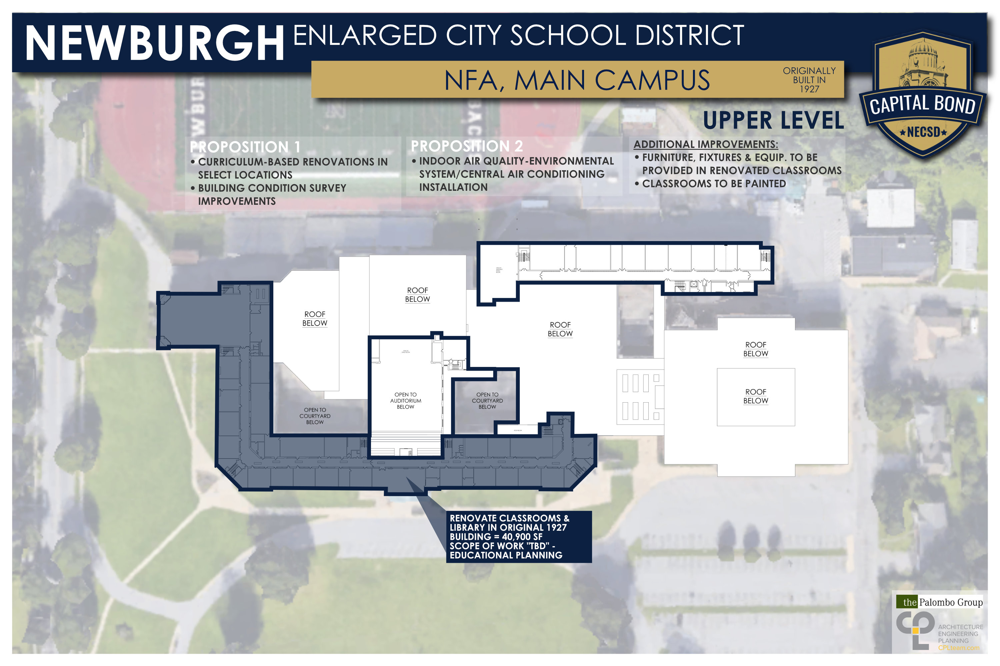 NEWBURGH ENLARGED CITY SCHOOL DISTRICT
NFA, MAIN CAMPUS
ORIGINALLY
BUILT IN
1927
CAPITAL BOND
★NECSD★
UPPER LEVEL
PROPOSITION 1
• CURRICULUM-BASED RENOVATIONS IN
SELECT LOCATIONS
• BUILDING CONDITION SURVEY
IMPROVEMENTS
PROPOSITION 2
• INDOOR AIR QUALITY-ENVIRONMENTAL
SYSTEM/CENTRAL AIR CONDITIONING
INSTALLATION
ADDITIONAL IMPROVEMENTS:
• FURNITURE, FIXTURES & EQUIP. TO BE
PROVIDED IN RENOVATED CLASSROOMS
• CLASSROOMS TO BE PAINTED
ROOF
BELOW
ROOF
BELOW
ROOF
BELOW
ROOF
BELOW
ROOF
BELOW
OPEN TO
AUDITORIUM
BELOW
OPEN TO
COURTYARD
BELOW
OPEN TO
COURTYARD
BELOW
ROOF BELOW
RENOVATE CLASSROOMS &
LIBRARY IN ORIGINAL 1927
BUILDING = 40,900 SF
SCOPE OF WORK "TBD" -
EDUCATIONAL PLANNING
the Palombo Group
CPL
ARCHITECTURE
ENGINEERING
PLANNING
CPLteam.com